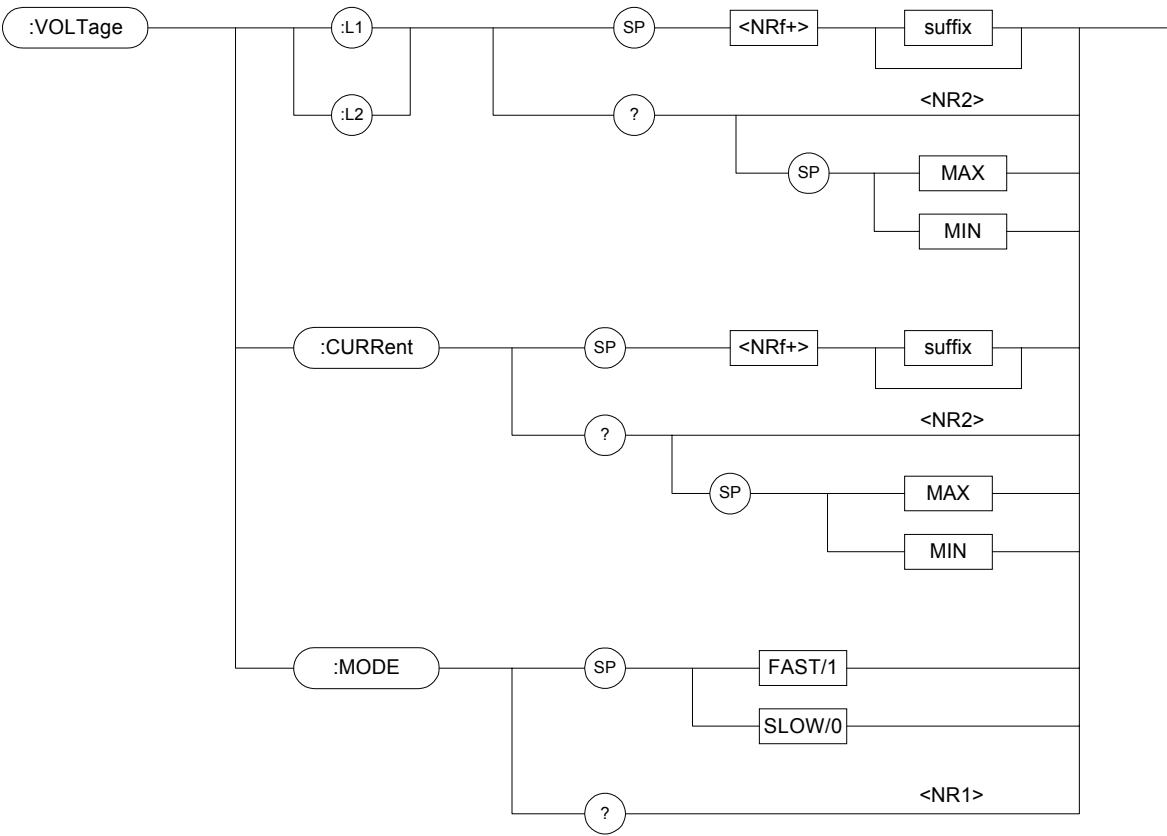 :VOLTage :L1 SP <NRf+> suffix
:L2 ? <NR2>
SP MAX
MIN
:CURRent SP <NRf+> suffix
? <NR2>
SP MAX
MIN
:MODE SP FAST/1
SLOW/0
? <NR1>